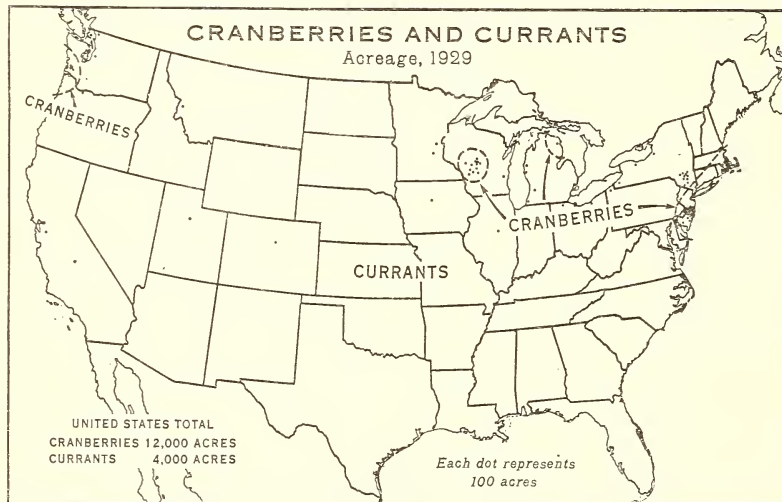 CRANBERRIES AND CURRANTS
Acreage, 1929
CRANBERRIES
CRANBERRIES
CURRANTS
UNITED STATES TOTAL
CRANBERRIES 12,000 ACRES
CURRANTS 4,000 ACRES
Each dot represents
100 acres